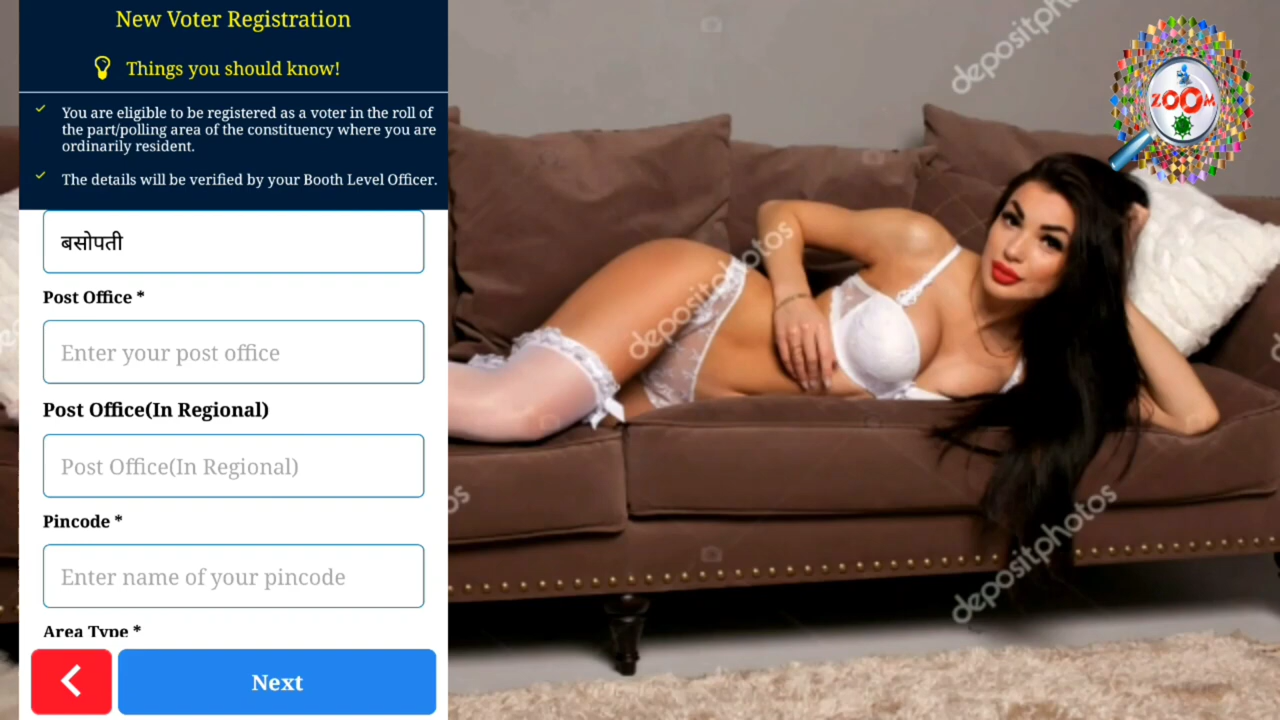 New Voter Registration
Things you should know!
You are eligible to be registered as a voter in the roll of
the part/polling area of the constituency where you are
ordinarily resident.
The details will be verified by your Booth Level Officer.
बसोपती
Post Office *
Enter your post office
Post Office(In Regional)
Post Office(In Regional)
Pincode *
Enter name of your pincode
Area Type *
Next
depositphotos
depositphotos
depositphotos
ZOOM